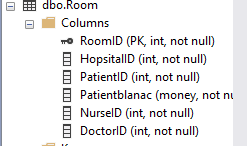 dbo.Room
Columns
RoomID (PK, int, not null)
HopsitalID (int, not null)
PatientID (int, not null)
Patientblanac (money, not nul
NurseID (int, not null)
DoctorID (int, not null)